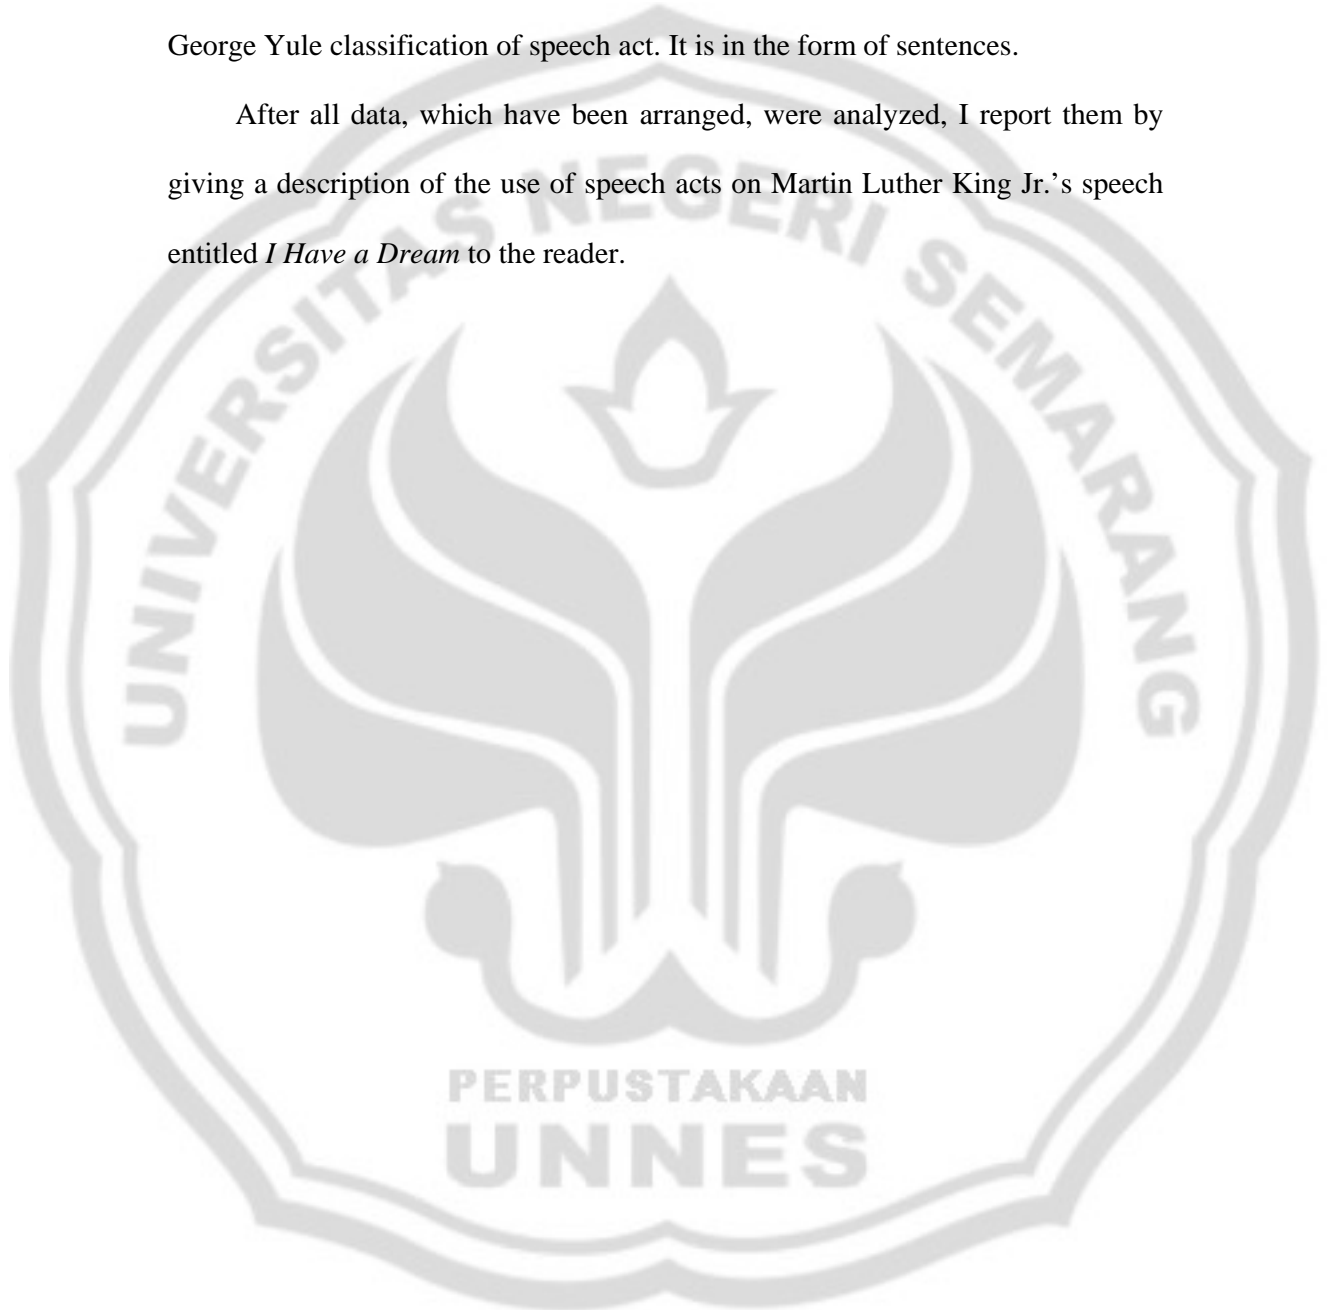 George Yule classification of speech act. It is in the form of sentences.
After all data, which have been arranged, were analyzed, I report them by
giving a description of the use of speech acts on Martin Luther King Jr.’s speech
entitled I Have a Dream to the reader.
UNIVERSITAS NEGERI SEMARANG
PERPUSTAKAAN
UNNES